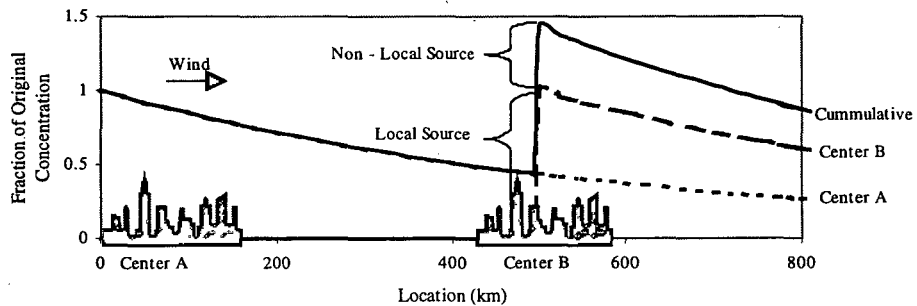 1.5
1
0.5
0
Fraction of Original
Concentration
Wind
Non - Local Source
Local Source
Cummulative
Center B
Center A
0
Center A
200
400
Center B
600
800
Location (km)